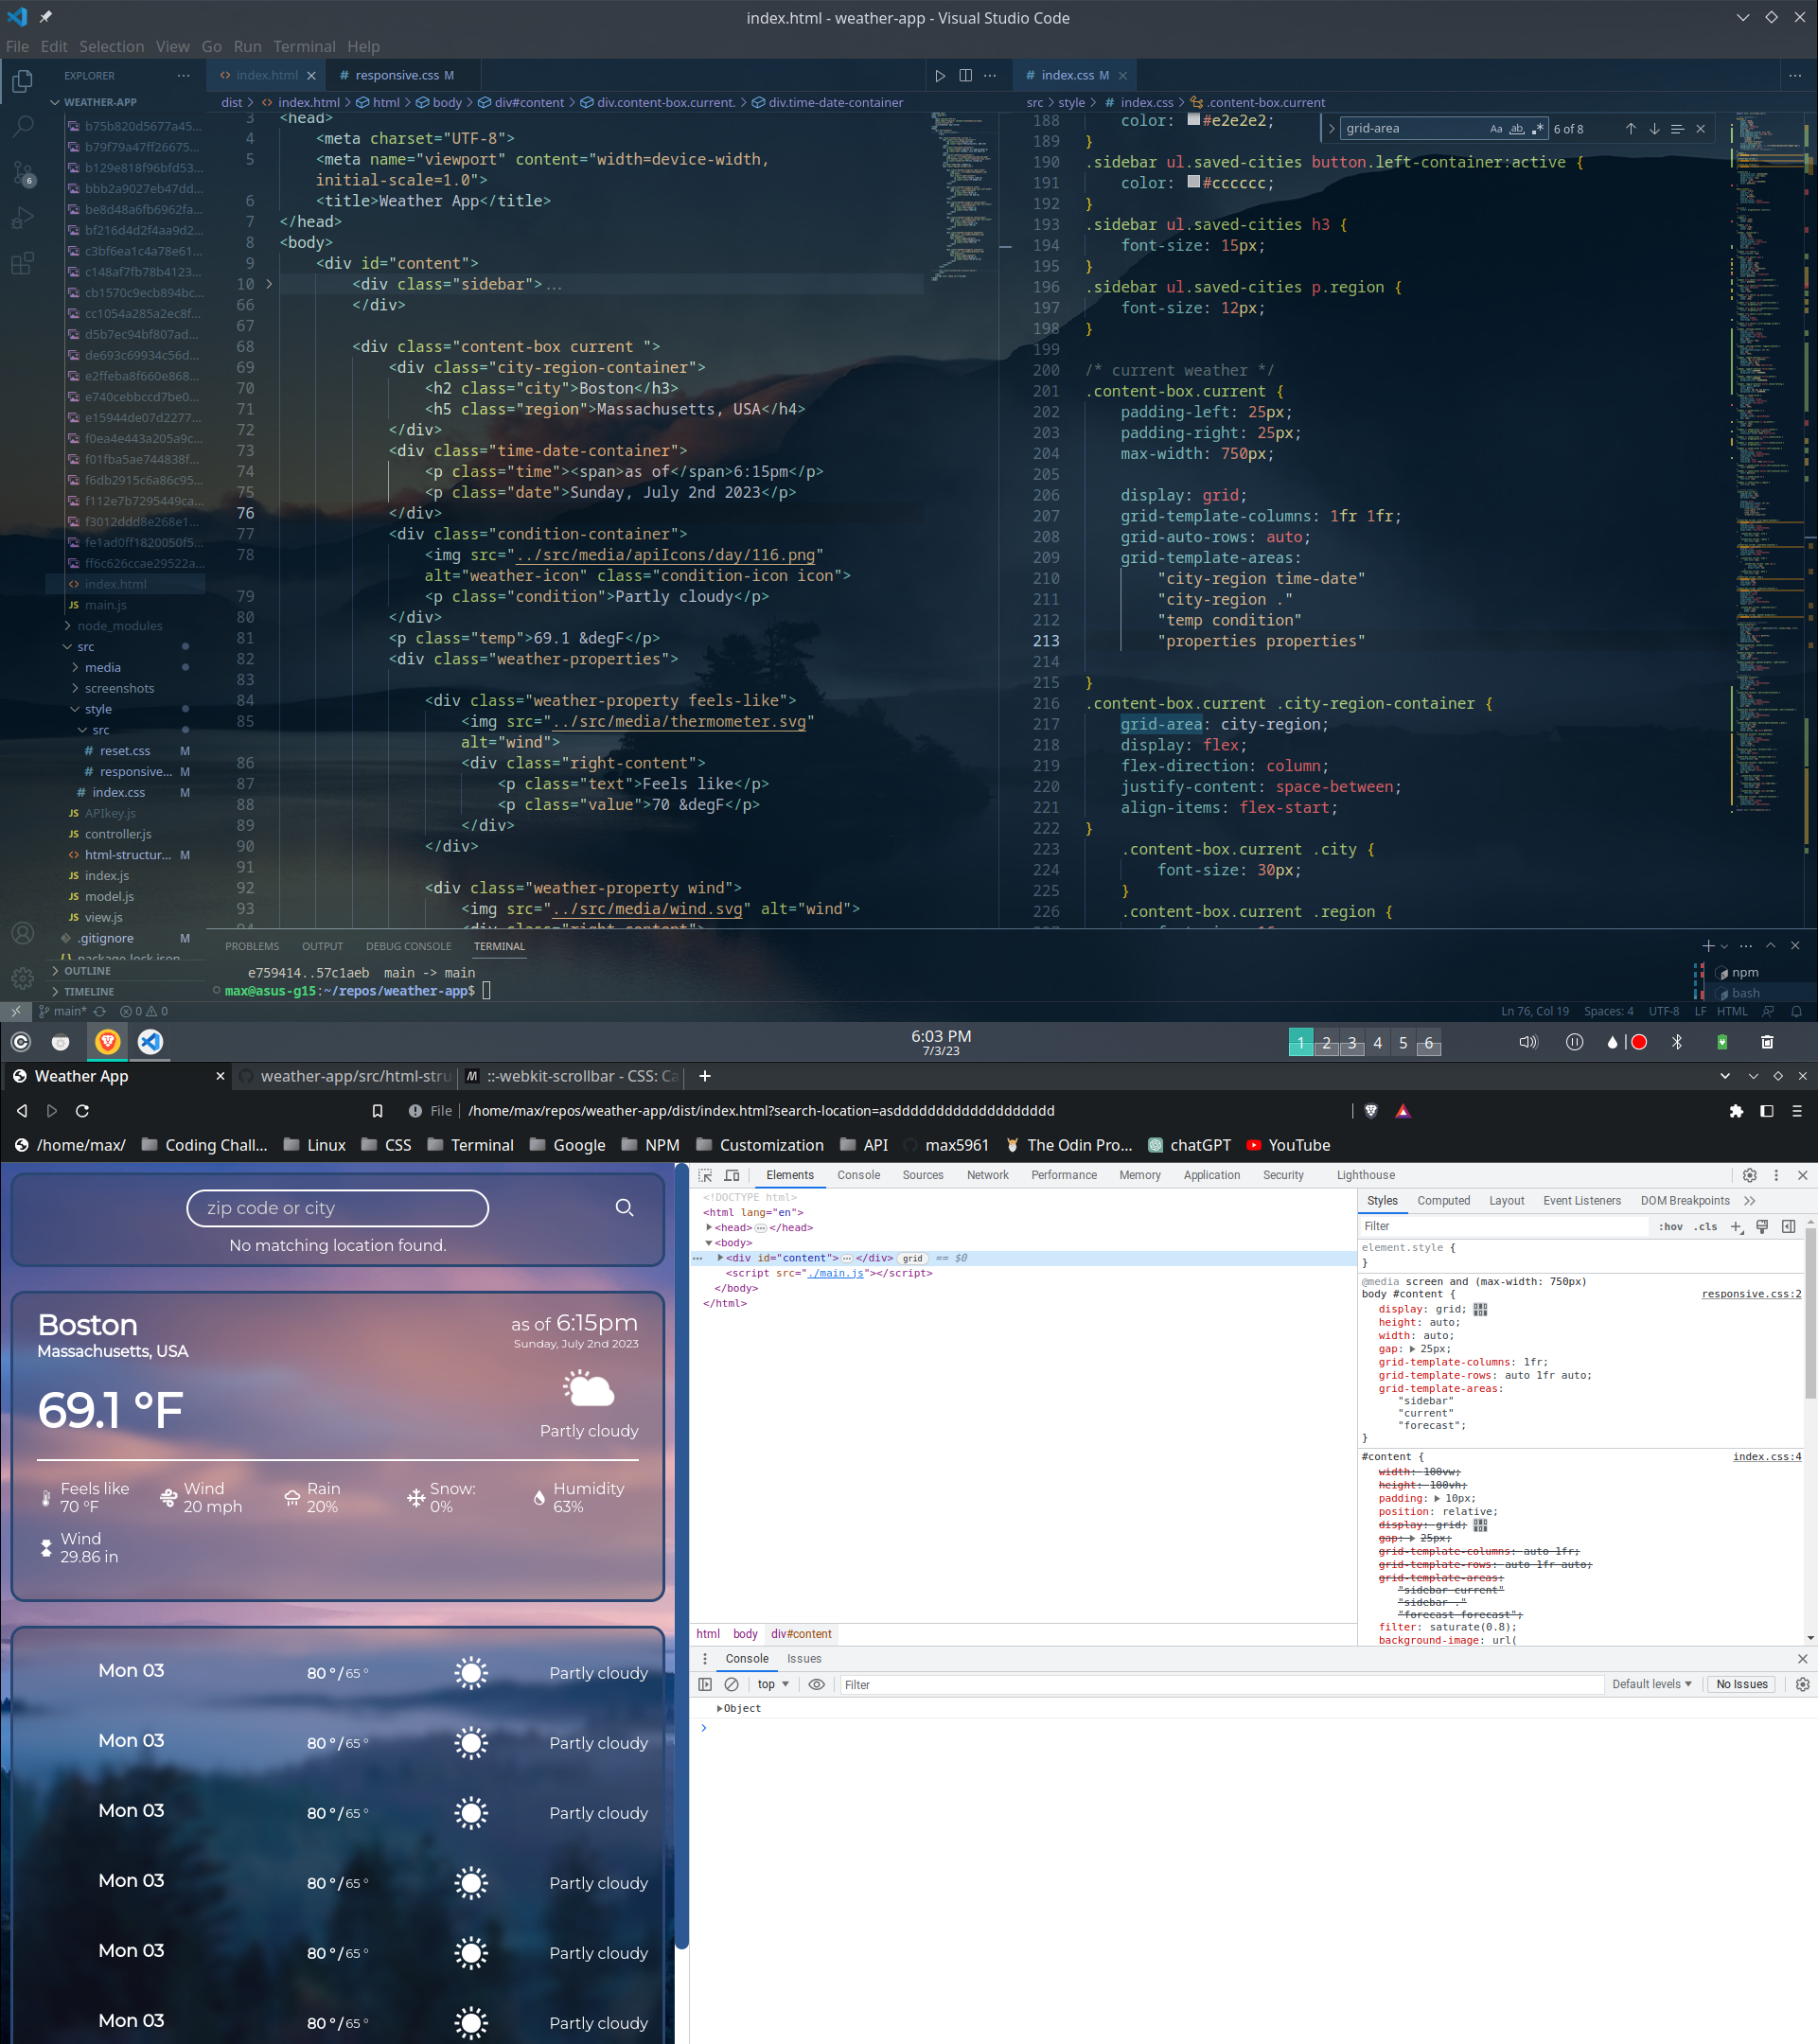 index.html - weather-app - Visual Studio Code
File Edit Selection View Go Run Terminal Help
EXPLORER ...
WEATHER-APP
b75b820d5677a45...
b79f79a47ff26675...
b129e818f96bfd53...
bbb2a9027eb47dd...
be8d48a6fb6962fa...
bf216d4d2f4aa9d2...
c3bf6ea1c4a78e61...
c148af7fb78b4123...
cb1570c9ecb894bc...
cc1054a285a2ec8f...
d5b7ec94bf807ad...
de693c69934c56d...
e2ffeba8f660e868...
e740cebbccd7be0...
e15944de07d2277...
f0ea4e443a205a9c...
f01fba5ae744838f...
f6db2915c6a86c95...
f112e7b7295449ca...
f3012ddd8e268e1...
fe1ad0ff1820050f5...
ff6c626ccae29522a...
index.html
main.js
node_modules
src
media
screenshots
style
src
reset.css M
responsive... M
index.css M
APIkey.js
controller.js
html-structur... M
index.js
model.js
view.js
.gitignore M
package-lock.json
OUTLINE
TIMELINE
6
index.html × # responsive.css M
dist > index.html > html > body > div#content > div.content-box.current. > div.time-date-container
3 <head>
4 <meta charset="UTF-8">
5 <meta name="viewport" content="width=device-width,
initial-scale=1.0">
6 <title>Weather App</title>
7 </head>
8 <body>
9 <div id="content">
10 <div class="sidebar">...
66 </div>
67
68 <div class="content-box current ">
69 <div class="city-region-container">
70 <h2 class="city">Boston</h3>
71 <h5 class="region">Massachusetts, USA</h4>
72 </div>
73 <div class="time-date-container">
74 <p class="time"><span>as of</span>6:15pm</p>
75 <p class="date">Sunday, July 2nd 2023</p>
76 </div>
77 <div class="condition-container">
78 <img src="../src/media/apiIcons/day/116.png"
alt="weather-icon" class="condition-icon icon">
79 <p class="condition">Partly cloudy</p>
80 </div>
81 <p class="temp">69.1 &degF</p>
82 <div class="weather-properties">
83
84 <div class="weather-property feels-like">
85 <img src="../src/media/thermometer.svg"
alt="wind">
86 <div class="right-content">
87 <p class="text">Feels like</p>
88 <p class="value">70 &degF</p>
89 </div>
90 </div>
91
92 <div class="weather-property wind">
93 <img src="../src/media/wind.svg" alt="wind">
94 <div class="right-content">
# index.css M ×
src > style > # index.css > .content-box.current
grid-area Aa ab .* 6 of 8
188 color: #e2e2e2;
189 }
190 .sidebar ul.saved-cities button.left-container:active {
191 color: #cccccc;
192 }
193 .sidebar ul.saved-cities h3 {
194 font-size: 15px;
195 }
196 .sidebar ul.saved-cities p.region {
197 font-size: 12px;
198 }
199
200 /* current weather */
201 .content-box.current {
202 padding-left: 25px;
203 padding-right: 25px;
204 max-width: 750px;
205
206 display: grid;
207 grid-template-columns: 1fr 1fr;
208 grid-auto-rows: auto;
209 grid-template-areas:
210 "city-region time-date"
211 "city-region ."
212 "temp condition"
213 "properties properties"
214
215 }
216 .content-box.current .city-region-container {
217 grid-area: city-region;
218 display: flex;
219 flex-direction: column;
220 justify-content: space-between;
221 align-items: flex-start;
222 }
223 .content-box.current .city {
224 font-size: 30px;
225 }
226 .content-box.current .region {
PROBLEMS OUTPUT DEBUG CONSOLE TERMINAL
e759414..57c1aeb main -> main
max@asus-g15:~/repos/weather-app$
npm
bash
main* 0 0 Ln 76, Col 19 Spaces: 4 UTF-8 LF HTML
6:03 PM
7/3/23
1 2 3 4 5 6
Weather App × weather-app/src/html-stru ::-webkit-scrollbar - CSS: Ca +
File | /home/max/repos/weather-app/dist/index.html?search-location=asddddddddddddddddddd
/home/max/ Coding Chall... Linux CSS Terminal Google NPM Customization API max5961 The Odin Pro... chatGPT YouTube
zip code or city
No matching location found.
Boston
Massachusetts, USA
as of 6:15pm
Sunday, July 2nd 2023
69.1 °F
Partly cloudy
Feels like
70 °F
Wind
20 mph
Rain
20%
Snow:
0%
Humidity
63%
Wind
29.86 in
Mon 03 80 ° / 65 ° Partly cloudy
Mon 03 80 ° / 65 ° Partly cloudy
Mon 03 80 ° / 65 ° Partly cloudy
Mon 03 80 ° / 65 ° Partly cloudy
Mon 03 80 ° / 65 ° Partly cloudy
Mon 03 80 ° / 65 ° Partly cloudy
Elements Console Sources Network Performance Memory Application Security Lighthouse
<!DOCTYPE html>
<html lang="en">
<head>...</head>
<body>
<div id="content">...</div> grid == $0
<script src="./main.js"></script>
</body>
</html>
html body div#content
Styles Computed Layout Event Listeners DOM Breakpoints
Filter :hov .cls
element.style {
}
@media screen and (max-width: 750px)
body #content { responsive.css:2
display: grid;
height: auto;
width: auto;
gap: 25px;
grid-template-columns: 1fr;
grid-template-rows: auto 1fr auto;
grid-template-areas:
"sidebar"
"current"
"forecast";
}
#content { index.css:4
width: 100vw;
height: 100vh;
padding: 10px;
position: relative;
display: grid;
gap: 25px;
grid-template-columns: auto 1fr;
grid-template-rows: auto 1fr auto;
grid-template-areas:
"sidebar current"
"sidebar ."
"forecast forecast";
filter: saturate(0.8);
background-image: url(
Console Issues
top Filter Default levels No Issues
Object